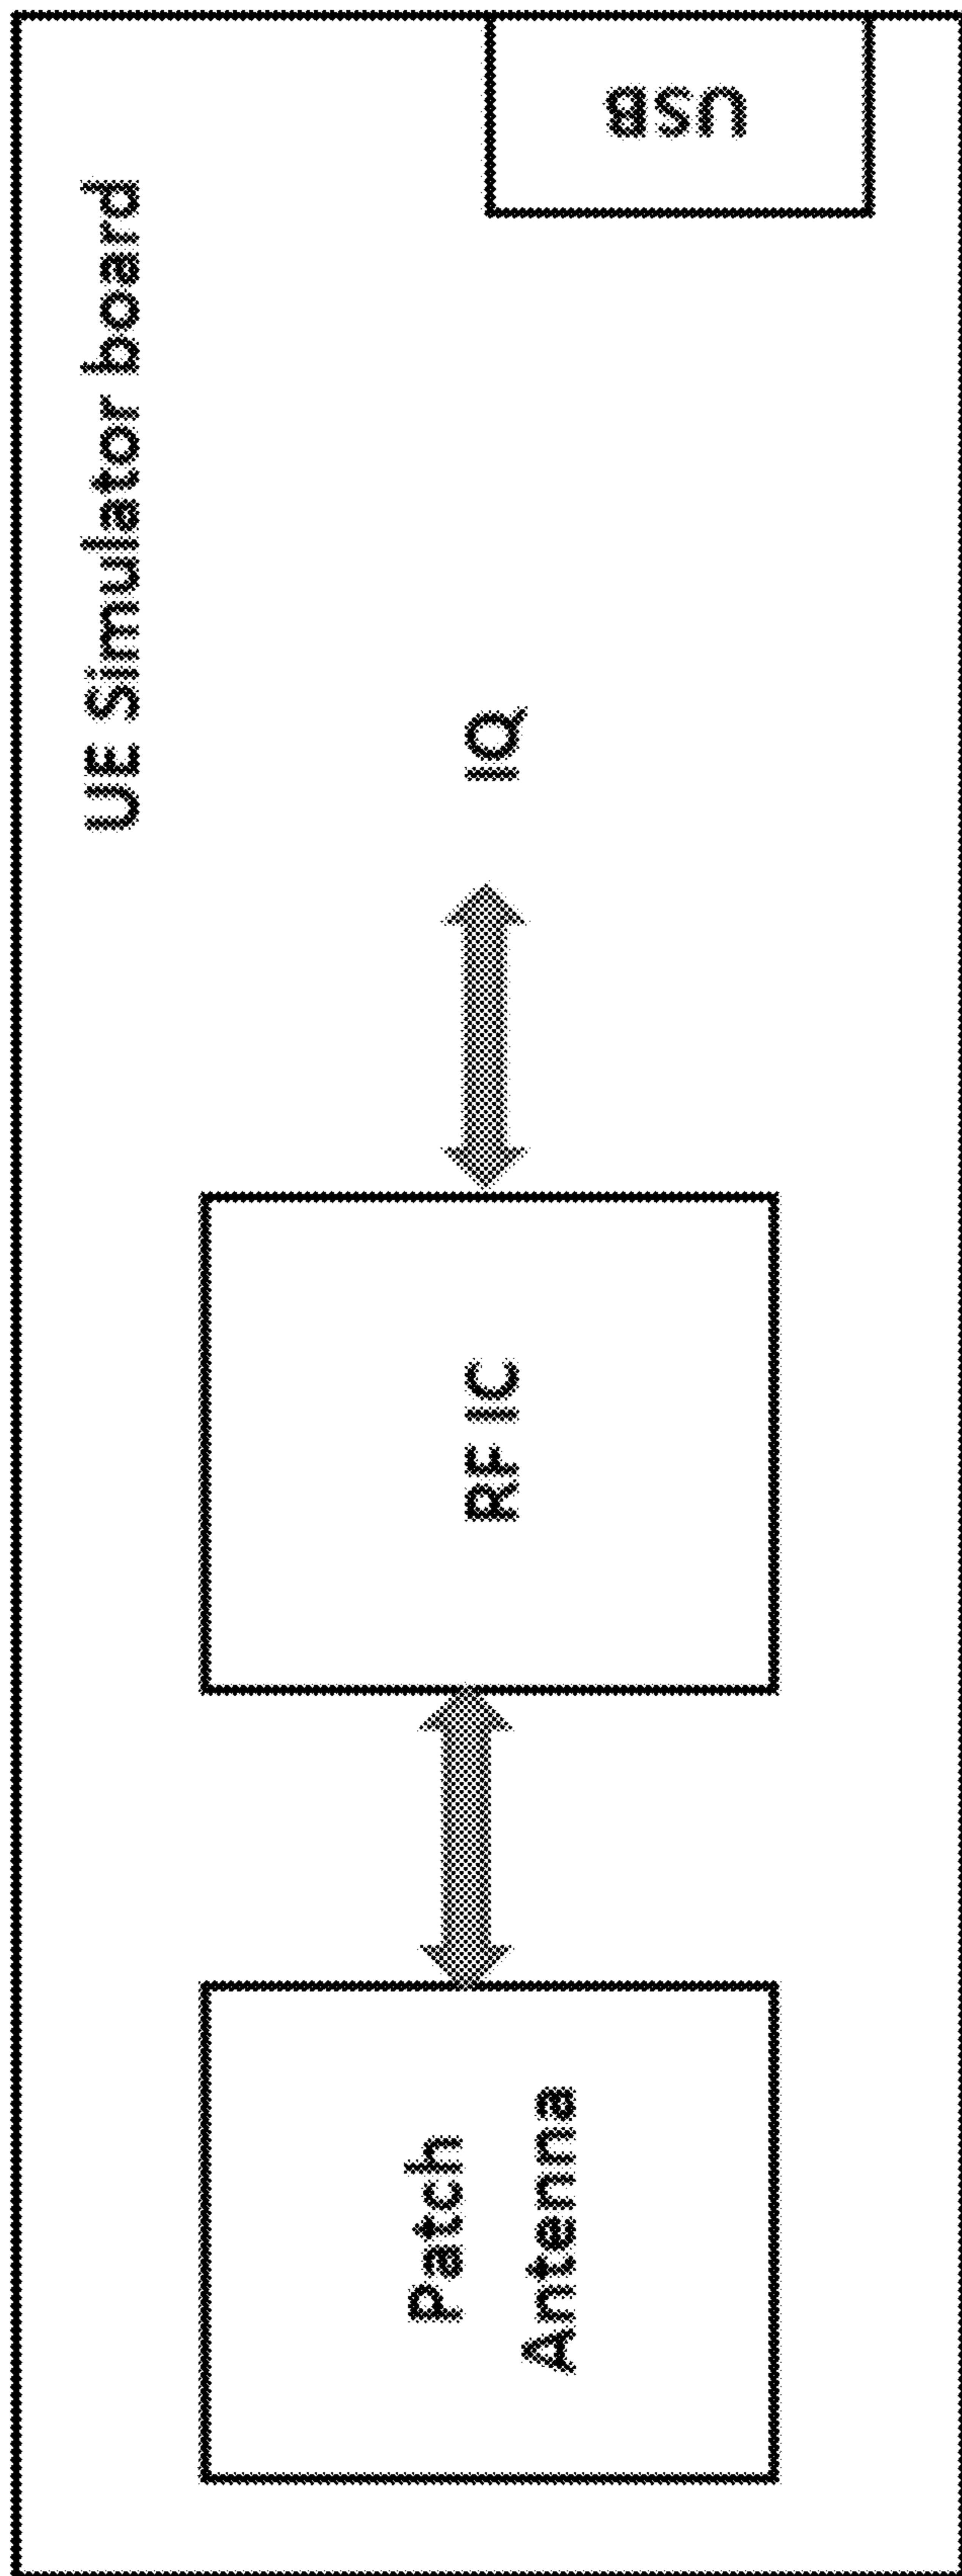 UE Simulator board
Patch
Antenna
RF IC
IQ
USB